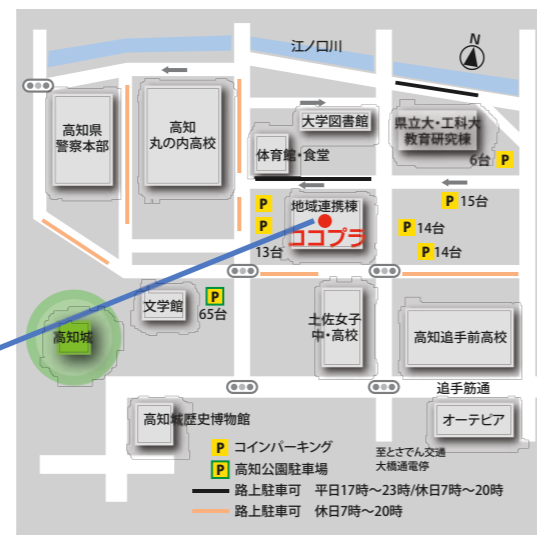 江ノ口川
N
高知県
警察本部
高知
丸の内高校
大学図書館
体育館・食堂
県立大・工科大
教育研究棟
6台 P
P
P
13台
地域連携棟
ココプラ
P 15台
P 14台
P 14台
文学館
P
65台
高知城
土佐女子
中・高校
高知追手前高校
追手筋通
高知城歴史博物館
オーテピア
至とさでん交通
大橋通電停
P コインパーキング
P 高知公園駐車場
路上駐車可 平日17時～23時/休日7時～20時
路上駐車可 休日7時～20時